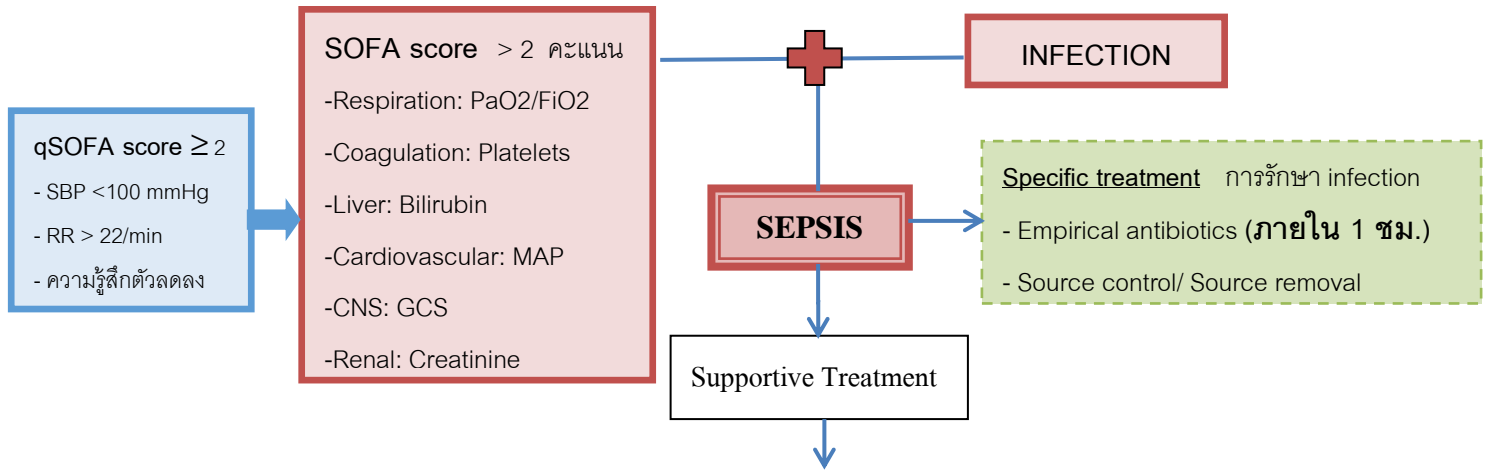 qSOFA score ≥ 2
- SBP <100 mmHg
- RR > 22/min
- ความรู้สึกตัวลดลง
SOFA score > 2 คะแนน
-Respiration: PaO2/FiO2
-Coagulation: Platelets
-Liver: Bilirubin
-Cardiovascular: MAP
-CNS: GCS
-Renal: Creatinine
INFECTION
SEPSIS
Specific treatment การรักษา infection
- Empirical antibiotics (ภายใน 1 ชม.)
- Source control/ Source removal
Supportive Treatment